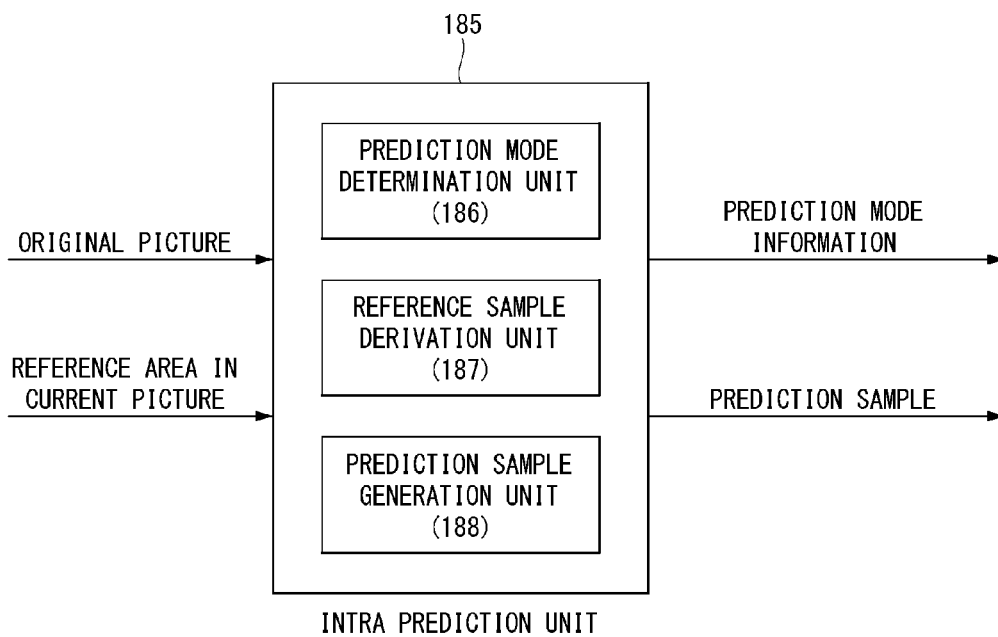 185
PREDICTION MODE
DETERMINATION UNIT
(186)
ORIGINAL PICTURE
PREDICTION MODE
INFORMATION
REFERENCE SAMPLE
DERIVATION UNIT
(187)
REFERENCE AREA IN
CURRENT PICTURE
PREDICTION SAMPLE
PREDICTION SAMPLE
GENERATION UNIT
(188)
INTRA PREDICTION UNIT